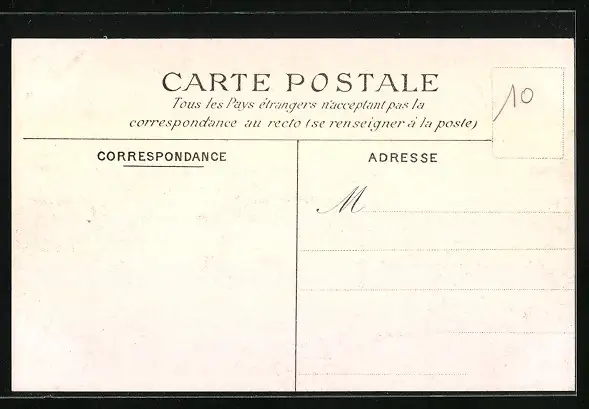 CARTE POSTALE
Tous les Pays étrangers n'acceptant pas la
correspondance au recto (se renseigner à la poste)
10
CORRESPONDANCE
ADRESSE
M